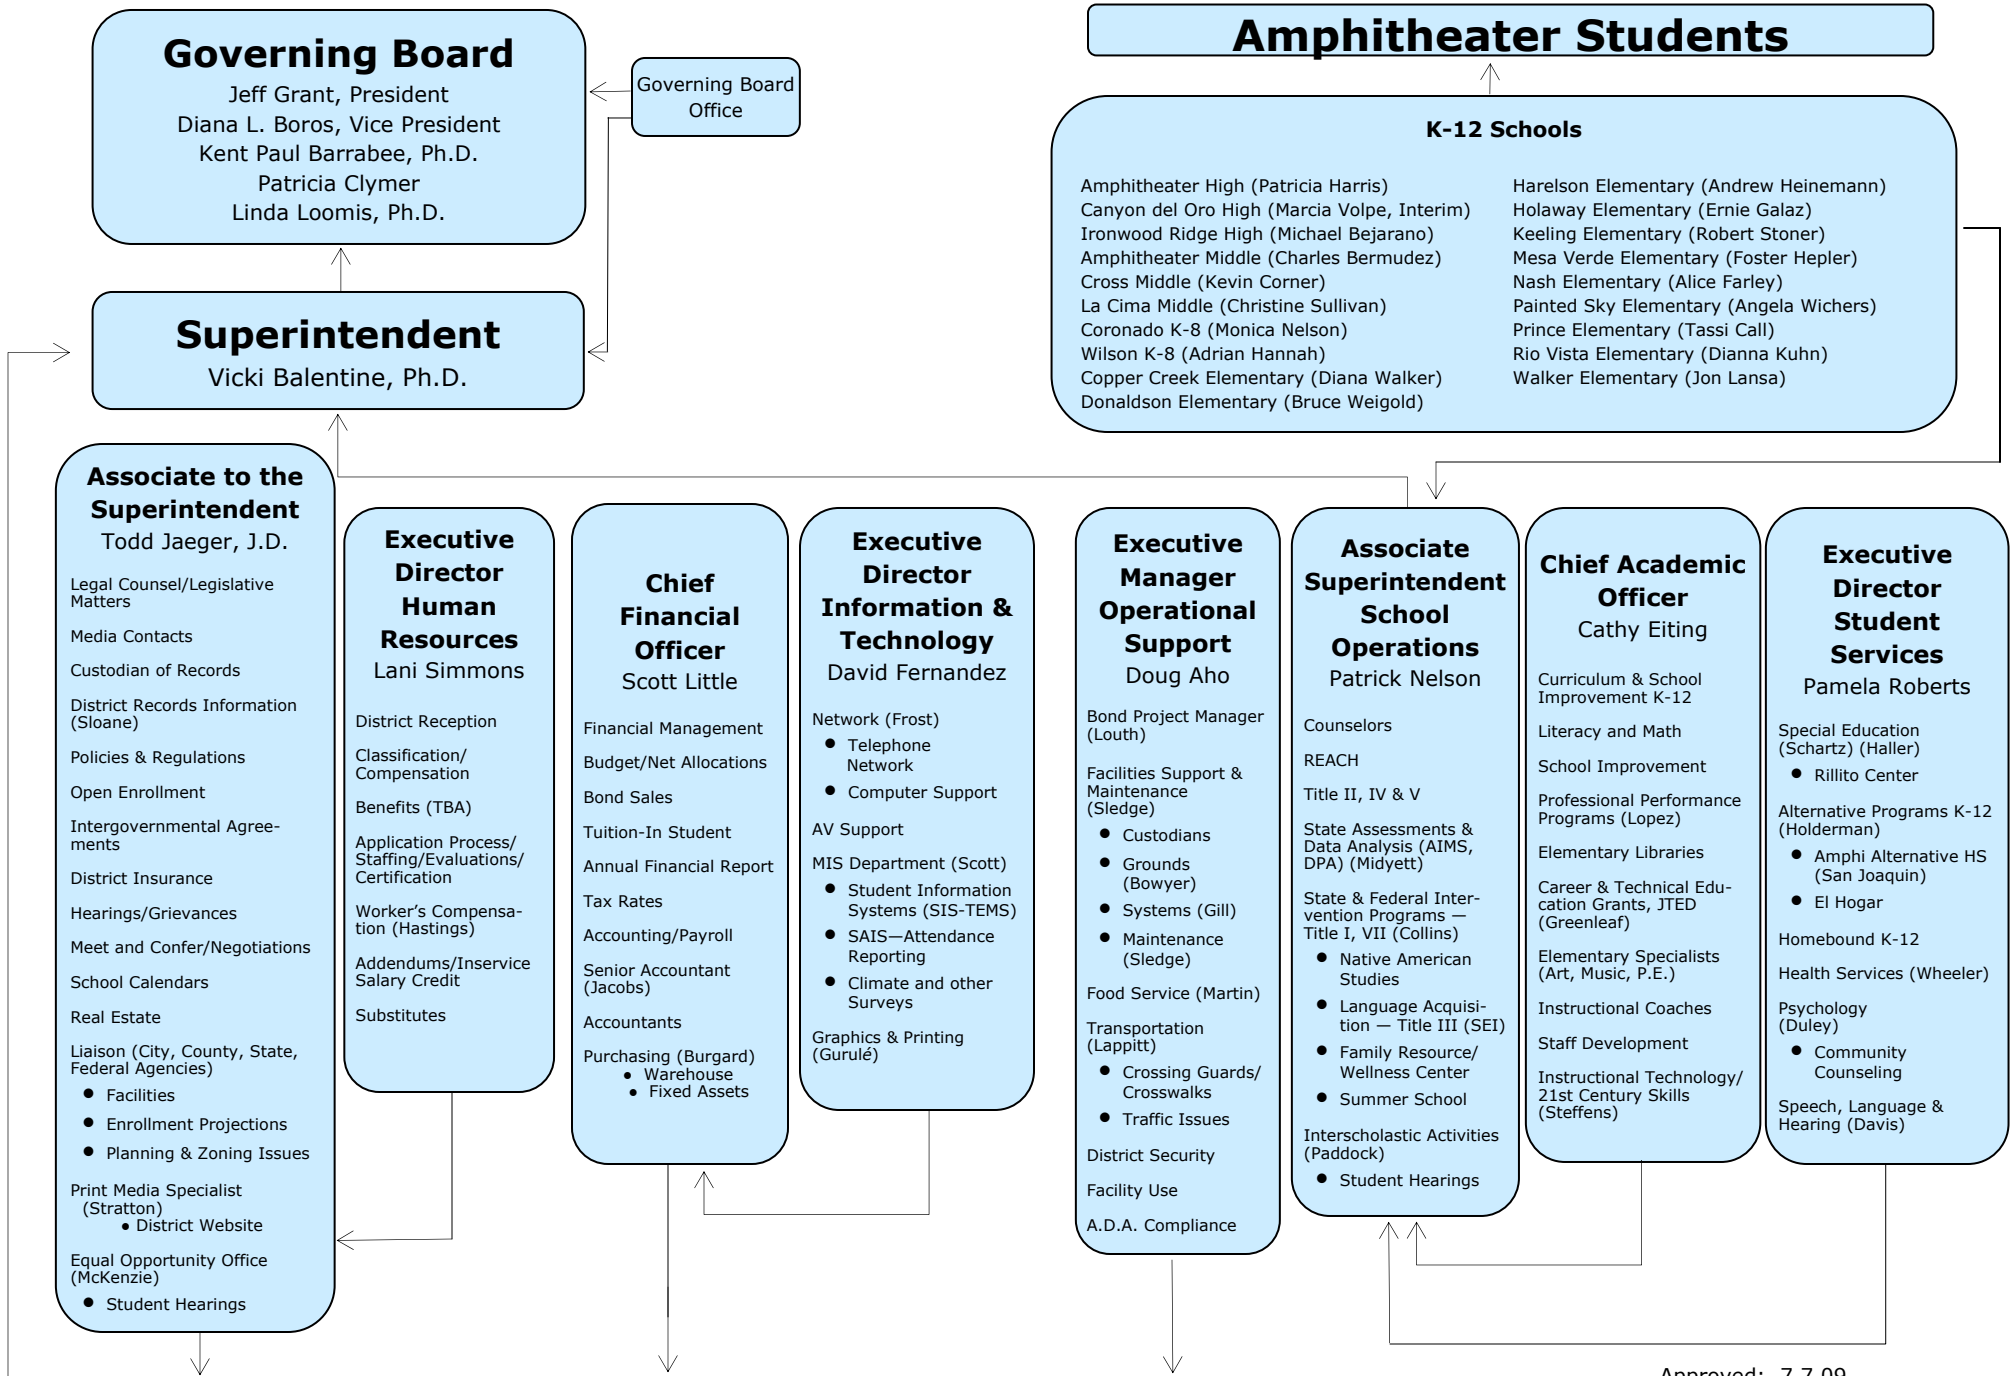 Governing Board
Jeff Grant, President
Diana L. Boros, Vice President
Kent Paul Barrabee, Ph.D.
Patricia Clymer
Linda Loomis, Ph.D.
Governing Board
Office
Amphitheater Students
K-12 Schools
Amphitheater High (Patricia Harris)
Canyon del Oro High (Marcia Volpe, Interim)
Ironwood Ridge High (Michael Bejarano)
Amphitheater Middle (Charles Bermudez)
Cross Middle (Kevin Corner)
La Cima Middle (Christine Sullivan)
Coronado K-8 (Monica Nelson)
Wilson K-8 (Adrian Hannah)
Copper Creek Elementary (Diana Walker)
Donaldson Elementary (Bruce Weigold)
Harelson Elementary (Andrew Heinemann)
Holaway Elementary (Ernie Galaz)
Keeling Elementary (Robert Stoner)
Mesa Verde Elementary (Foster Hepler)
Nash Elementary (Alice Farley)
Painted Sky Elementary (Angela Wichers)
Prince Elementary (Tassi Call)
Rio Vista Elementary (Dianna Kuhn)
Walker Elementary (Jon Lansa)
Superintendent
Vicki Balentine, Ph.D.
Associate to the
Superintendent
Todd Jaeger, J.D.
Legal Counsel/Legislative
Matters
Media Contacts
Custodian of Records
District Records Information
(Sloane)
Policies & Regulations
Open Enrollment
Intergovernmental Agree-
ments
District Insurance
Hearings/Grievances
Meet and Confer/Negotiations
School Calendars
Real Estate
Liaison (City, County, State,
Federal Agencies)
● Facilities
● Enrollment Projections
● Planning & Zoning Issues
Print Media Specialist
(Stratton)
● District Website
Equal Opportunity Office
(McKenzie)
● Student Hearings
Executive
Director
Human
Resources
Lani Simmons
District Reception
Classification/
Compensation
Benefits (TBA)
Application Process/
Staffing/Evaluations/
Certification
Worker's Compensa-
tion (Hastings)
Addendums/Inservice
Salary Credit
Substitutes
Chief
Financial
Officer
Scott Little
Financial Management
Budget/Net Allocations
Bond Sales
Tuition-In Student
Annual Financial Report
Tax Rates
Accounting/Payroll
Senior Accountant
(Jacobs)
Accountants
Purchasing (Burgard)
● Warehouse
● Fixed Assets
Executive
Director
Information &
Technology
David Fernandez
Network (Frost)
● Telephone
Network
● Computer Support
AV Support
MIS Department (Scott)
● Student Information
Systems (SIS-TEMS)
● SAIS—Attendance
Reporting
● Climate and other
Surveys
Graphics & Printing
(Gurulé)
Executive
Manager
Operational
Support
Doug Aho
Bond Project Manager
(Louth)
Facilities Support &
Maintenance
(Sledge)
● Custodians
● Grounds
(Bowyer)
● Systems (Gill)
● Maintenance
(Sledge)
Food Service (Martin)
Transportation
(Lappitt)
● Crossing Guards/
Crosswalks
● Traffic Issues
District Security
Facility Use
A.D.A. Compliance
Associate
Superintendent
School
Operations
Patrick Nelson
Counselors
REACH
Title II, IV & V
State Assessments &
Data Analysis (AIMS,
DPA) (Midyett)
State & Federal Inter-
vention Programs —
Title I, VII (Collins)
● Native American
Studies
● Language Acquisi-
tion — Title III (SEI)
● Family Resource/
Wellness Center
● Summer School
Interscholastic Activities
(Paddock)
● Student Hearings
Chief Academic
Officer
Cathy Eiting
Curriculum & School
Improvement K-12
Literacy and Math
School Improvement
Professional Performance
Programs (Lopez)
Elementary Libraries
Career & Technical Edu-
cation Grants, JTED
(Greenleaf)
Elementary Specialists
(Art, Music, P.E.)
Instructional Coaches
Staff Development
Instructional Technology/
21st Century Skills
(Steffens)
Executive
Director
Student
Services
Pamela Roberts
Special Education
(Schartz) (Haller)
● Rillito Center
Alternative Programs K-12
(Holderman)
● Amphi Alternative HS
(San Joaquin)
● El Hogar
Homebound K-12
Health Services (Wheeler)
Psychology
(Duley)
● Community
Counseling
Speech, Language &
Hearing (Davis)
Approved: 7-7-09